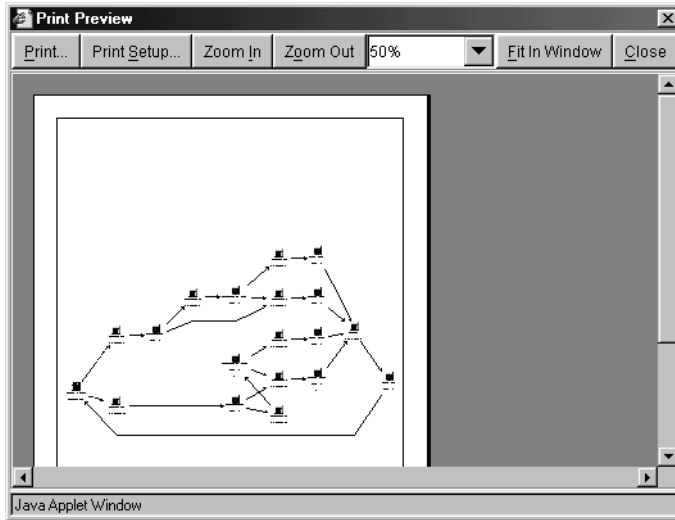 Print Preview
Print... Print Setup... Zoom In Zoom Out 50% Fit In Window Close
Java Applet Window